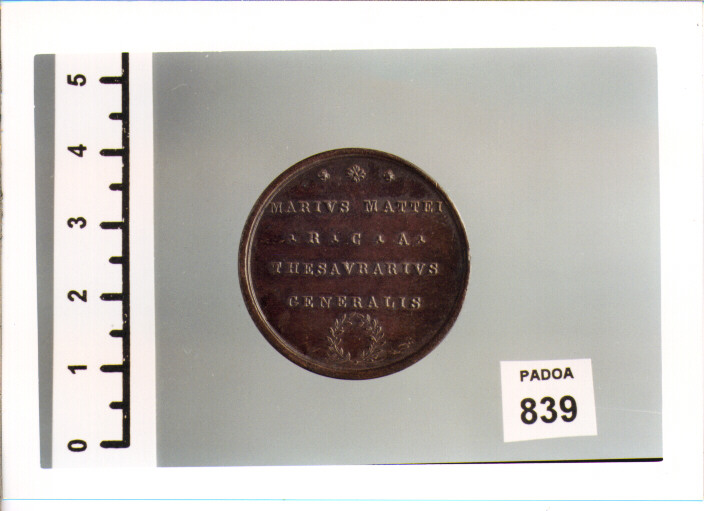 5
4
3
2
1
0
MARIVS MATTEI
R C A
THESAVRARIVS
GENERALIS
PADOA
839